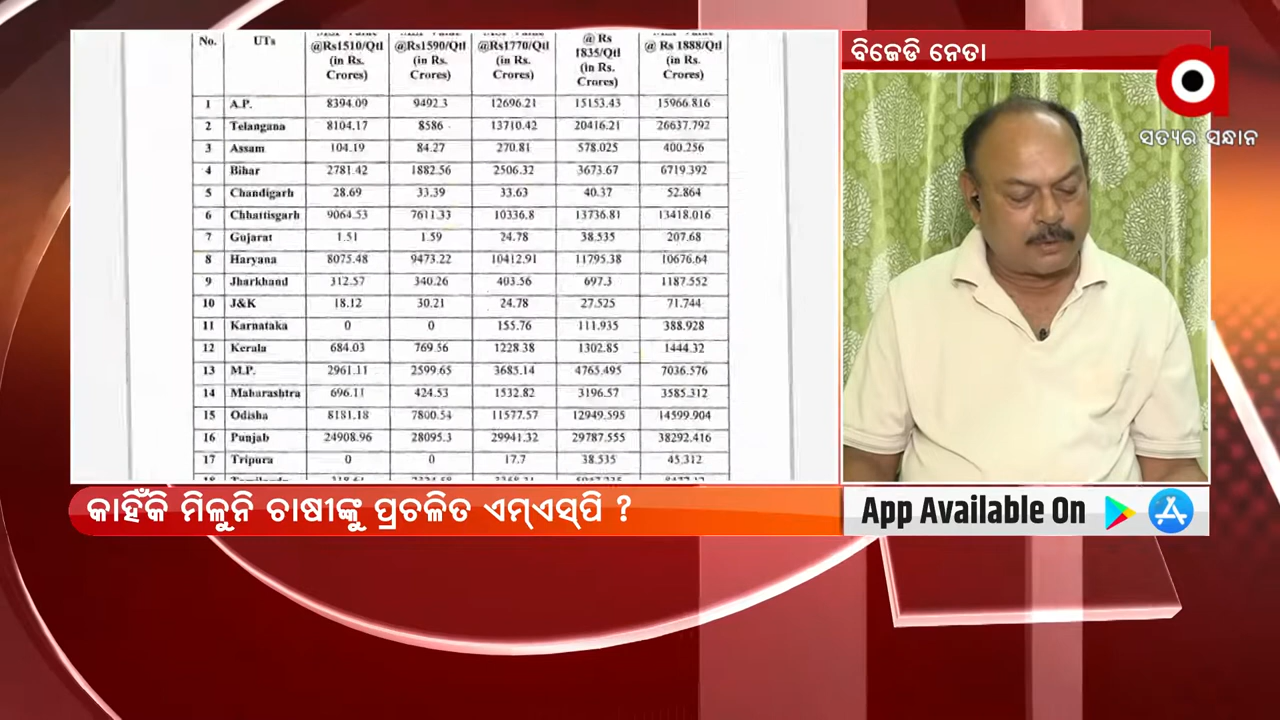 No.
UTs
@Rs1510/Qtl (in Rs. Crores)
@Rs1590/Qtl (in Rs. Crores)
@Rs1770/Qtl (in Rs. Crores)
@ Rs 1835/Qtl (in Rs. Crores)
@ Rs 1888/Qtl (in Rs. Crores)
1 A.P. 8394.09 9492.3 12696.21 15153.43 15966.816
2 Telangana 8104.17 8586 13710.42 20416.21 26637.792
3 Assam 104.19 84.27 270.81 578.025 400.256
4 Bihar 2781.42 1882.56 2506.32 3673.67 6719.392
5 Chandigarh 28.69 33.39 33.63 40.37 52.864
6 Chhattisgarh 9064.53 7611.33 10336.8 13736.81 13418.016
7 Gujarat 1.51 1.59 24.78 38.535 207.68
8 Haryana 8075.48 9473.22 10412.91 11795.38 10676.64
9 Jharkhand 312.57 340.26 403.56 697.3 1187.552
10 J&K 18.12 30.21 24.78 27.525 71.744
11 Karnataka 0 0 155.76 111.935 388.928
12 Kerala 684.03 769.56 1228.38 1302.85 1444.32
13 M.P. 2961.11 2599.65 3685.14 4765.495 7036.576
14 Maharashtra 696.11 424.53 1532.82 3196.57 3585.312
15 Odisha 8181.18 7800.54 11577.57 12949.595 14599.904
16 Punjab 24908.96 28095.3 29941.32 29787.555 38292.416
17 Tripura 0 0 17.7 38.535 45.312
ବିଜେଡି ନେତା
ସତ୍ୟର ସନ୍ଧାନ
କାହିଁକି ମିଳୁନି ଚାଷୀଙ୍କୁ ପ୍ରଚଳିତ ଏମ୍‌ଏସ୍‌ପି ?
App Available On